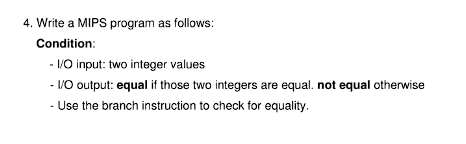 4. Write a MIPS program as follows:
Condition:
- I/O input: two integer values
- I/O output: equal if those two integers are equal. not equal otherwise
- Use the branch instruction to check for equality.